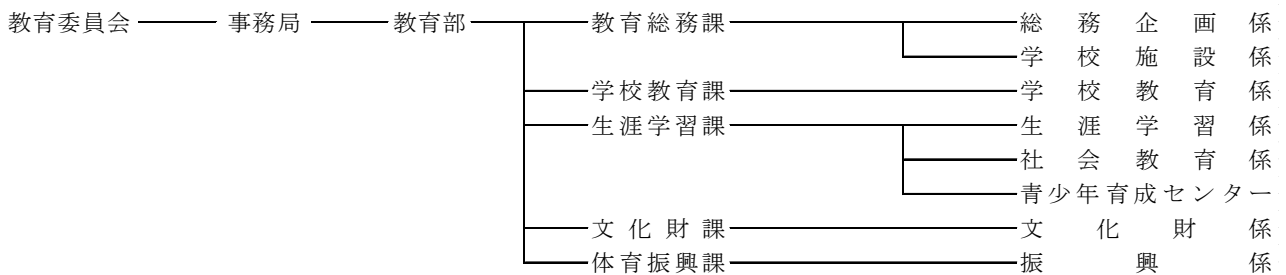 教育委員会 事務局 教育部 教育総務課 総務企画係
学校施設係
学校教育課 学校教育係
生涯学習課 生涯学習係
社会教育係
青少年育成センター
文化財課 文化財係
体育振興課 振興係